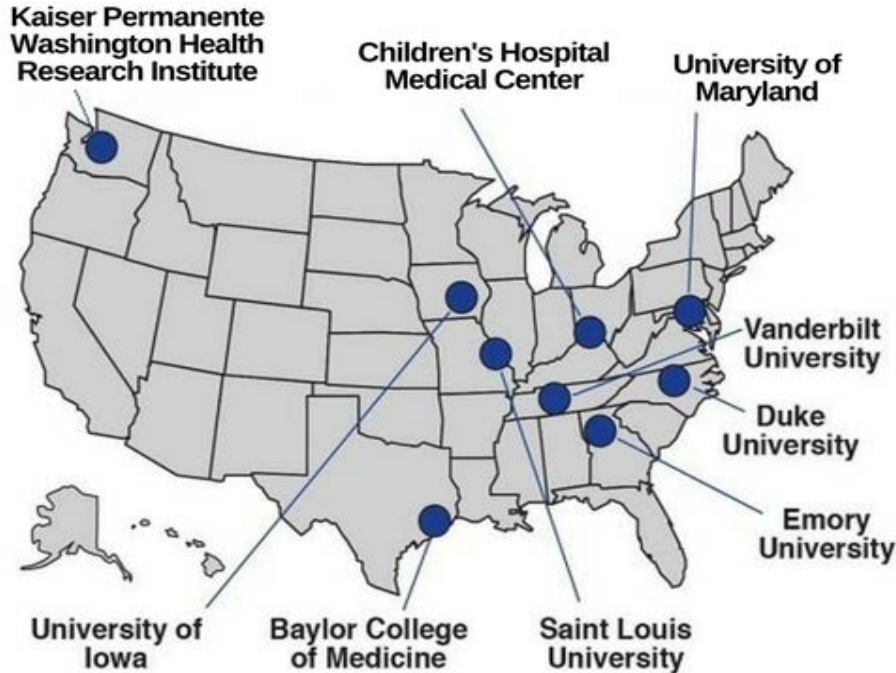 Kaiser Permanente
Washington Health
Research Institute
Children's Hospital
Medical Center
University of
Maryland
Vanderbilt
University
Duke
University
Emory
University
University of
Iowa
Baylor College
of Medicine
Saint Louis
University